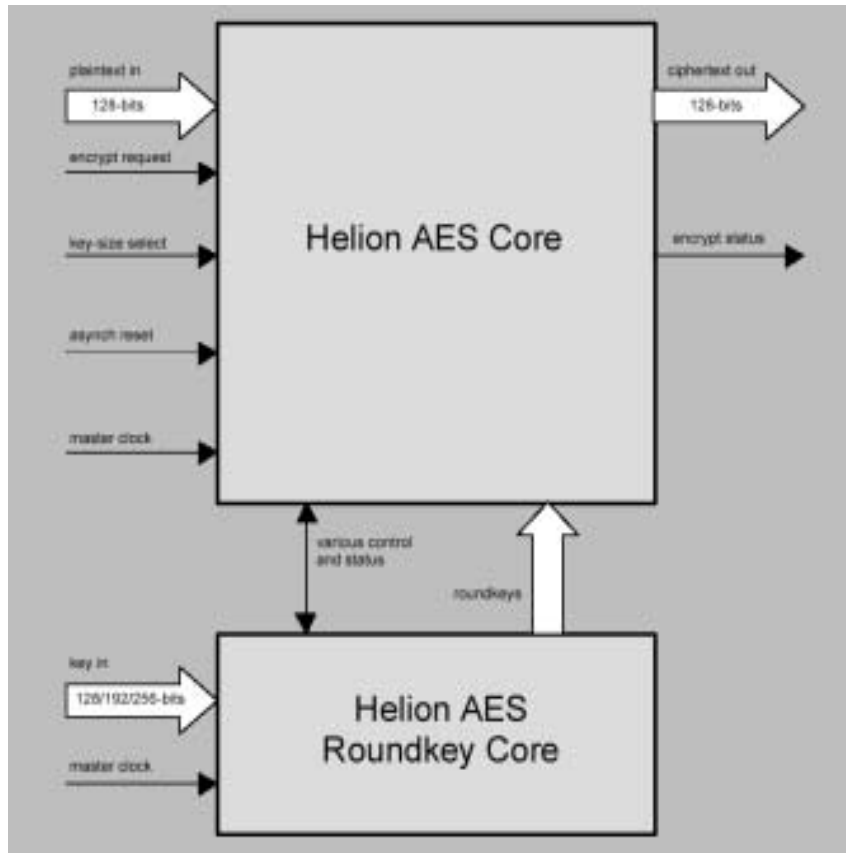 plaintext in
128-bits
encrypt request
key-size select
asynch reset
master clock
Helion AES Core
ciphertext out
128-bits
encrypt status
various control
and status
roundkeys
key in
128/192/256-bits
master clock
Helion AES
Roundkey Core